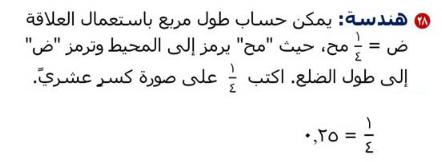 ٢٨ هندسة: يمكن حساب طول مربع باستعمال العلاقة
ض = ١/٤ مح، حيث "مح" يرمز إلى المحيط وترمز "ض"
إلى طول الضلع. اكتب ١/٤ على صورة كسر عشريّ.
١/٤ = ٠,٢٥